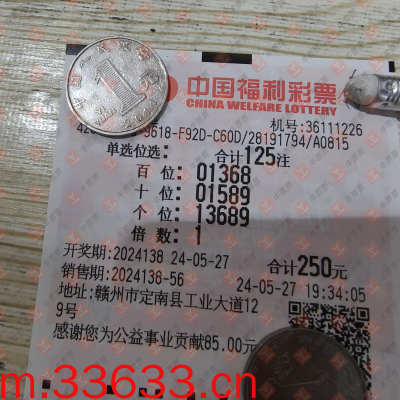 中国福利彩票
CHINA WELFARE LOTTERY
机号:36111226
9618-F92D-C60D/28191794/A0815
单选位选: 合计125注
百 位: 01368
十 位: 01589
个 位: 13689
倍 数: 1
开奖期:2024138 24-05-27 合计250元
销售期:2024138-56 24-05-27 19:34:05
地址:赣州市定南县工业大道12
9号
感谢您为公益事业贡献85.00元
m.33633.cn